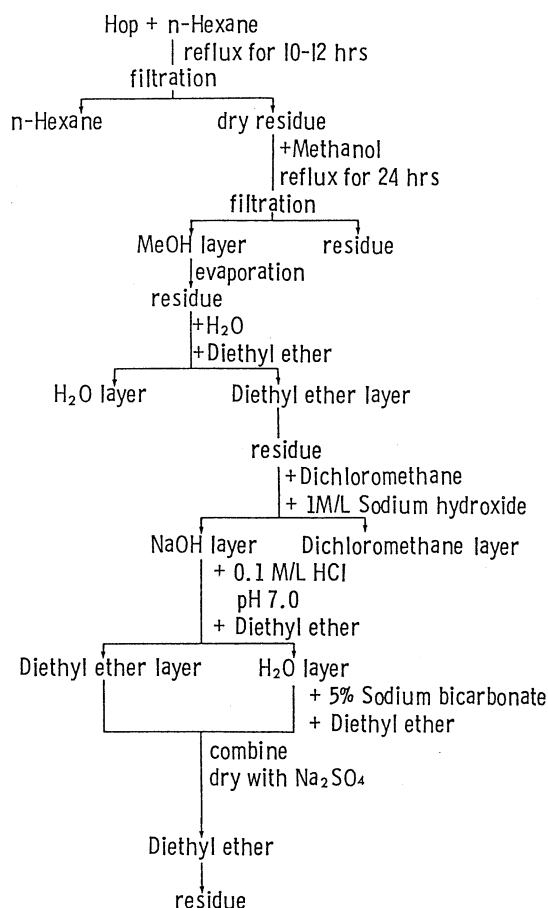 Hop + n-Hexane
reflux for 10-12 hrs
filtration
n-Hexane dry residue
+Methanol
reflux for 24 hrs
filtration
MeOH layer residue
evaporation
residue
+H₂O
+Diethyl ether
H₂O layer Diethyl ether layer
residue
+Dichloromethane
+ 1M/L Sodium hydroxide
NaOH layer Dichloromethane layer
+ 0.1 M/L HCl
pH 7.0
+ Diethyl ether
Diethyl ether layer H₂O layer
+ 5% Sodium bicarbonate
+ Diethyl ether
combine
dry with Na₂SO₄
Diethyl ether
residue